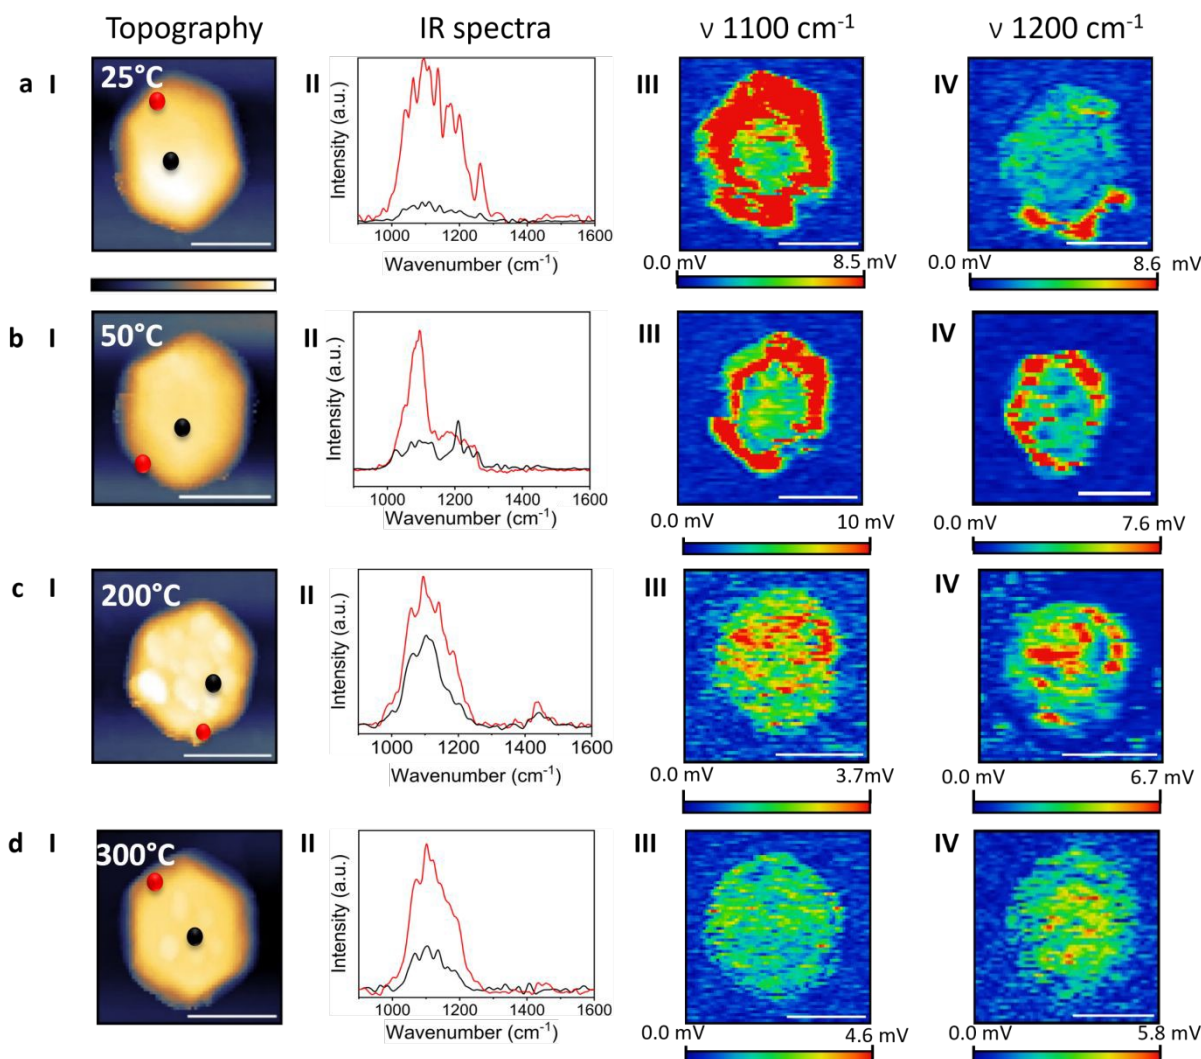 Topography IR spectra ν 1100 cm⁻¹ ν 1200 cm⁻¹
a I 25°C II III IV
Intensity (a.u.)
1000 1200 1400 1600
Wavenumber (cm⁻¹)
0.0 mV 8.5 mV 0.0 mV 8.6 mV
b I 50°C II III IV
Intensity (a.u.)
1000 1200 1400 1600
Wavenumber (cm⁻¹)
0.0 mV 10 mV 0.0 mV 7.6 mV
c I 200°C II III IV
Intensity (a.u.)
1000 1200 1400 1600
Wavenumber (cm⁻¹)
0.0 mV 3.7mV 0.0 mV 6.7 mV
d I 300°C II III IV
Intensity (a.u.)
1000 1200 1400 1600
Wavenumber (cm⁻¹)
0.0 mV 4.6 mV 0.0 mV 5.8 mV